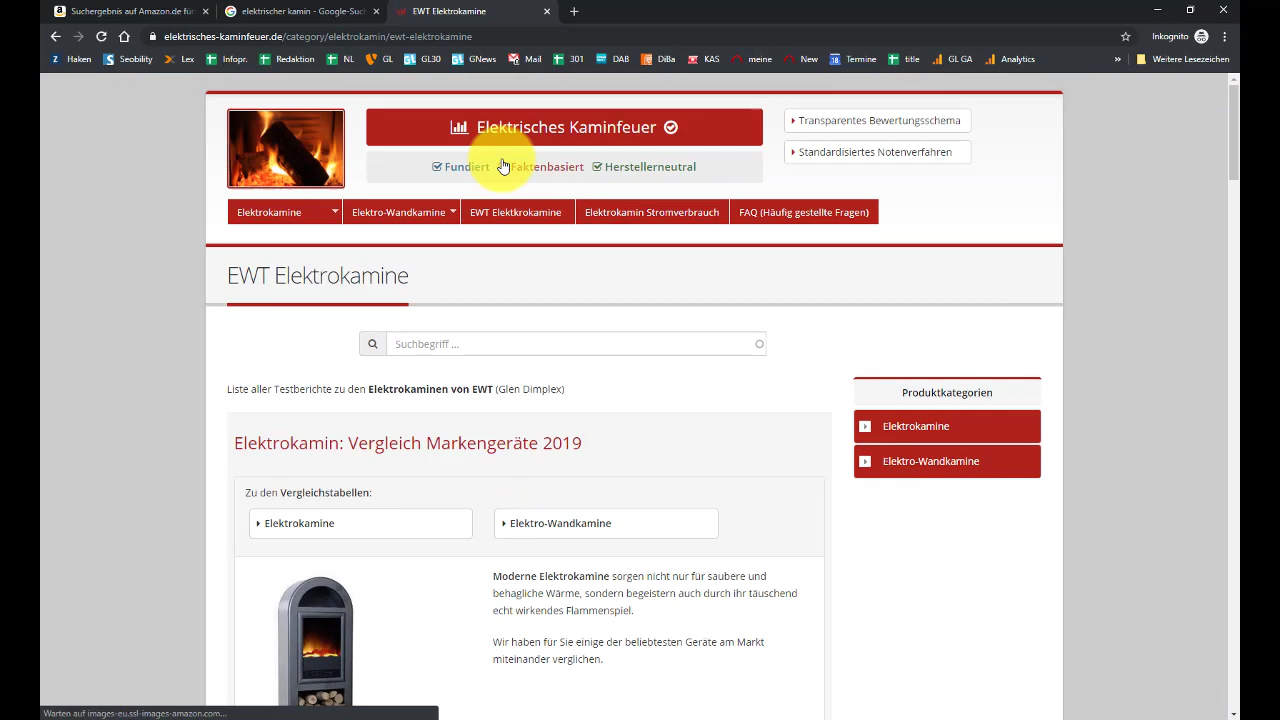 Suchergebnis auf Amazon.de für
elektrischer kamin - Google-Such
EWT Elektrokamine
elektrisches-kaminfeuer.de/category/elektrokamin/ewt-elektrokamine
Inkognito
Haken
Seobility
Lex
Infopr.
Redaktion
NL
GL
GL30
GNews
Mail
301
DAB
DiBa
KAS
meine
New
Termine
title
GL GA
Analytics
»
Weitere Lesezeichen
Elektrisches Kaminfeuer
Transparentes Bewertungsschema
Fundiert Faktenbasiert Herstellerneutral
Standardisiertes Notenverfahren
Elektrokamine
Elektro-Wandkamine
EWT Elektkrokamine
Elektrokamin Stromverbrauch
FAQ (Häufig gestellte Fragen)
EWT Elektrokamine
Suchbegriff ...
Liste aller Testberichte zu den Elektrokaminen von EWT (Glen Dimplex)
Produktkategorien
Elektrokamine
Elektro-Wandkamine
Elektrokamin: Vergleich Markengeräte 2019
Zu den Vergleichstabellen:
Elektrokamine
Elektro-Wandkamine
Moderne Elektrokamine sorgen nicht nur für saubere und
behagliche Wärme, sondern begeistern auch durch ihr täuschend
echt wirkendes Flammenspiel.
Wir haben für Sie einige der beliebtesten Geräte am Markt
miteinander verglichen.
Warten auf images-eu.ssl-images-amazon.com...